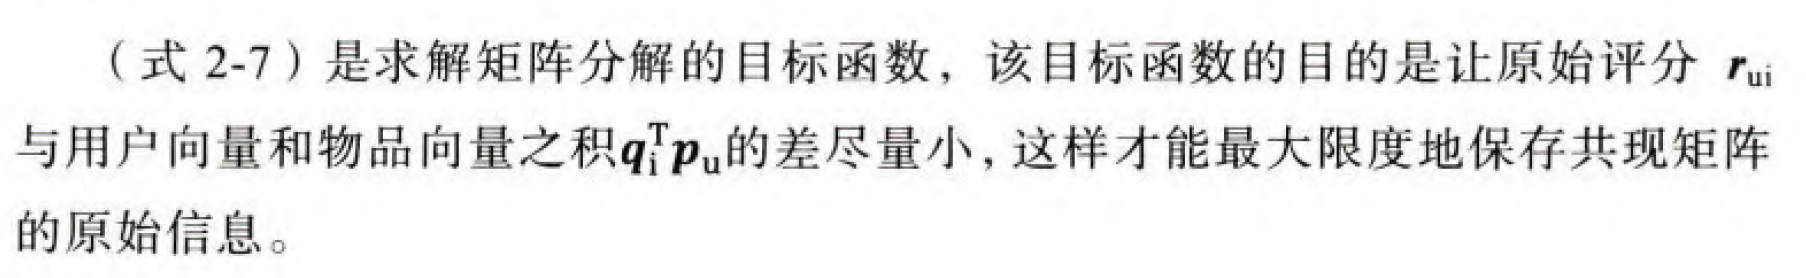 （式 2-7）是求解矩阵分解的目标函数，该目标函数的目的是让原始评分 r_ui
与用户向量和物品向量之积q_i^T p_u的差尽量小，这样才能最大限度地保存共现矩阵
的原始信息。